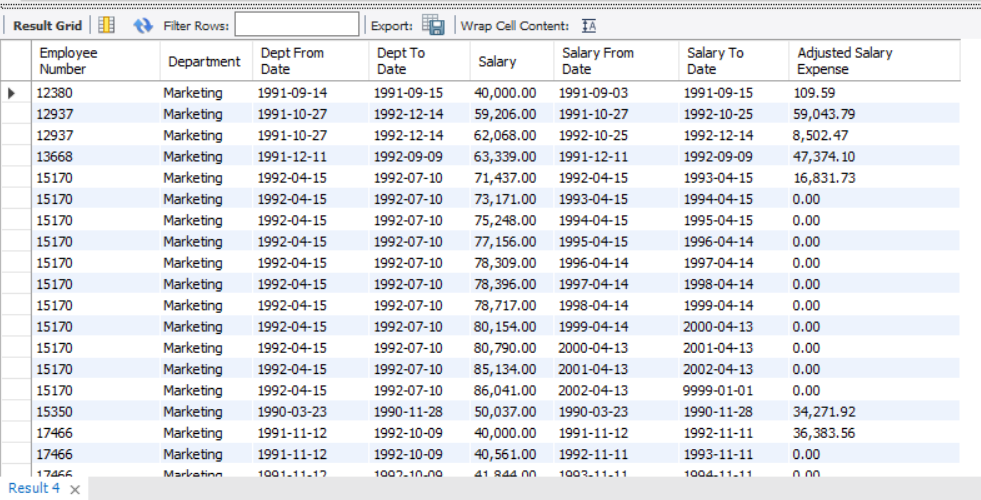 Result Grid Filter Rows: Export: Wrap Cell Content:
Employee Number Department Dept From Date Dept To Date Salary Salary From Date Salary To Date Adjusted Salary Expense
12380 Marketing 1991-09-14 1991-09-15 40,000.00 1991-09-03 1991-09-15 109.59
12937 Marketing 1991-10-27 1992-12-14 59,206.00 1991-10-27 1992-10-25 59,043.79
12937 Marketing 1991-10-27 1992-12-14 62,068.00 1992-10-25 1992-12-14 8,502.47
13668 Marketing 1991-12-11 1992-09-09 63,339.00 1991-12-11 1992-09-09 47,374.10
15170 Marketing 1992-04-15 1992-07-10 71,437.00 1992-04-15 1993-04-15 16,831.73
15170 Marketing 1992-04-15 1992-07-10 73,171.00 1993-04-15 1994-04-15 0.00
15170 Marketing 1992-04-15 1992-07-10 75,248.00 1994-04-15 1995-04-15 0.00
15170 Marketing 1992-04-15 1992-07-10 77,156.00 1995-04-15 1996-04-14 0.00
15170 Marketing 1992-04-15 1992-07-10 78,309.00 1996-04-14 1997-04-14 0.00
15170 Marketing 1992-04-15 1992-07-10 78,396.00 1997-04-14 1998-04-14 0.00
15170 Marketing 1992-04-15 1992-07-10 78,717.00 1998-04-14 1999-04-14 0.00
15170 Marketing 1992-04-15 1992-07-10 80,154.00 1999-04-14 2000-04-13 0.00
15170 Marketing 1992-04-15 1992-07-10 80,790.00 2000-04-13 2001-04-13 0.00
15170 Marketing 1992-04-15 1992-07-10 85,134.00 2001-04-13 2002-04-13 0.00
15170 Marketing 1992-04-15 1992-07-10 86,041.00 2002-04-13 9999-01-01 0.00
15350 Marketing 1990-03-23 1990-11-28 50,037.00 1990-03-23 1990-11-28 34,271.92
17466 Marketing 1991-11-12 1992-10-09 40,000.00 1991-11-12 1992-11-11 36,383.56
17466 Marketing 1991-11-12 1992-10-09 40,561.00 1992-11-11 1993-11-11 0.00
17466 Marketing 1991-11-12 1992-10-09 41,844.00 1993-11-11 1994-11-11 0.00
Result 4